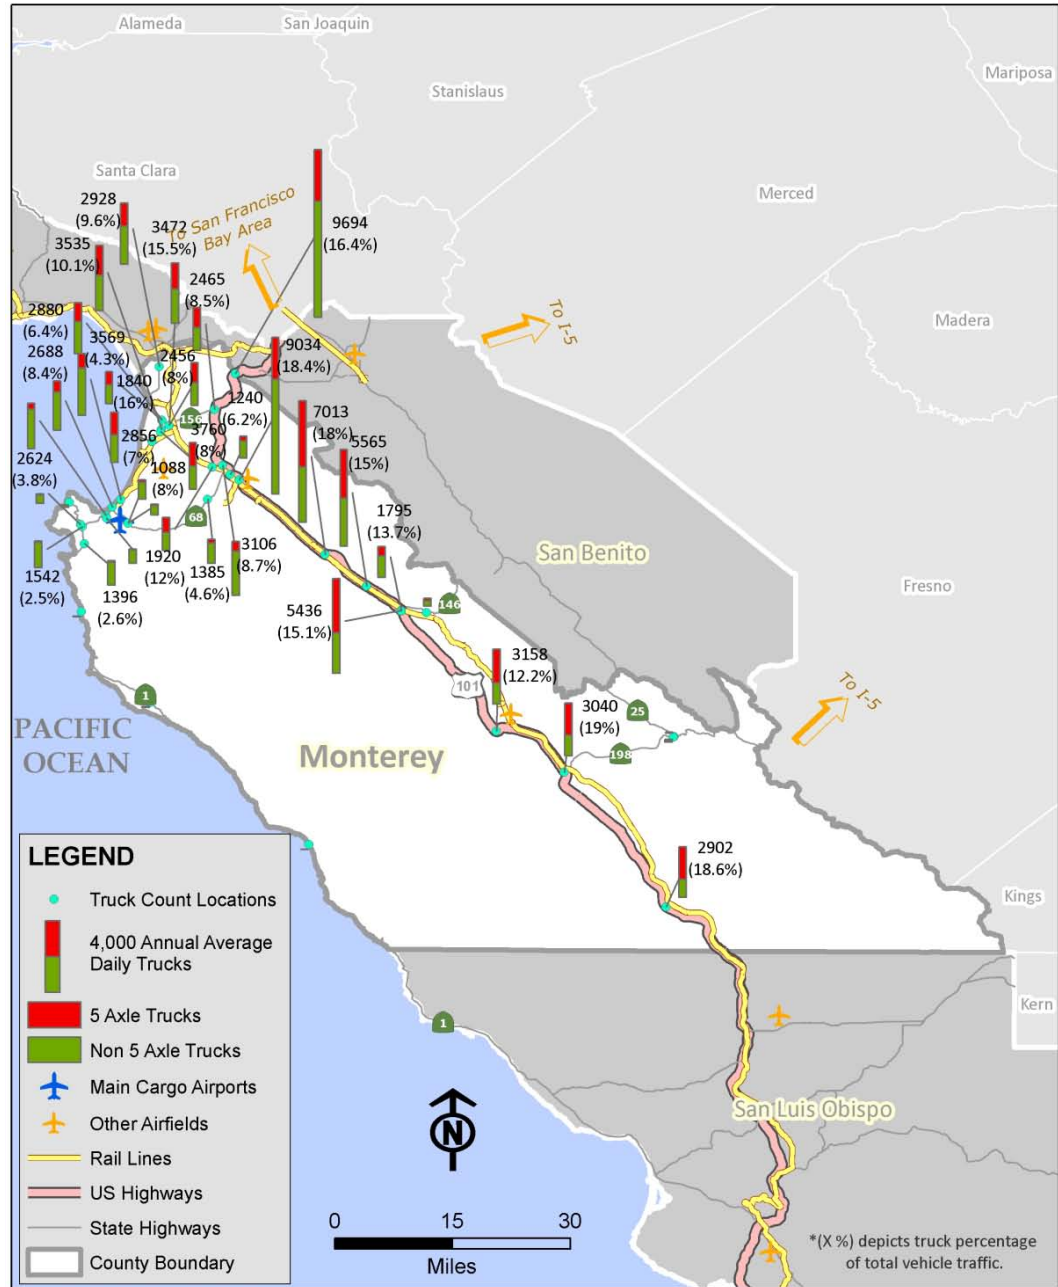 Alameda
San Joaquin
Mariposa
Stanislaus
Santa Clara
Merced
2928
(9.6%)
3472
(15.5%)
To San Francisco
Bay Area
9694
(16.4%)
3535
(10.1%)
2465
(8.5%)
To I-5
Madera
2880
(6.4%)
3569
(4.3%)
2456
(8%)
9034
(18.4%)
2688
(8.4%)
1840
(16%)
156
1240
(6.2%)
7013
(18%)
2856
(7%)
3760
(8%)
5565
(15%)
2624
(3.8%)
1088
(8%)
1795
(13.7%)
68
San Benito
1542
(2.5%)
1920
(12%)
1385
(4.6%)
3106
(8.7%)
Fresno
1396
(2.6%)
5436
(15.1%)
146
3158
(12.2%)
101
1
3040
(19%)
25
To I-5
PACIFIC
OCEAN
Monterey
198
LEGEND
Truck Count Locations
4,000 Annual Average
Daily Trucks
5 Axle Trucks
Non 5 Axle Trucks
Main Cargo Airports
Other Airfields
Rail Lines
US Highways
State Highways
County Boundary
2902
(18.6%)
Kings
Kern
1
N
San Luis Obispo
0 15 30
Miles
*(X %) depicts truck percentage
of total vehicle traffic.